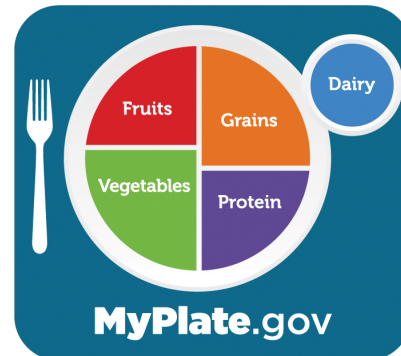 Dairy
Fruits
Grains
Vegetables
Protein
MyPlate.gov